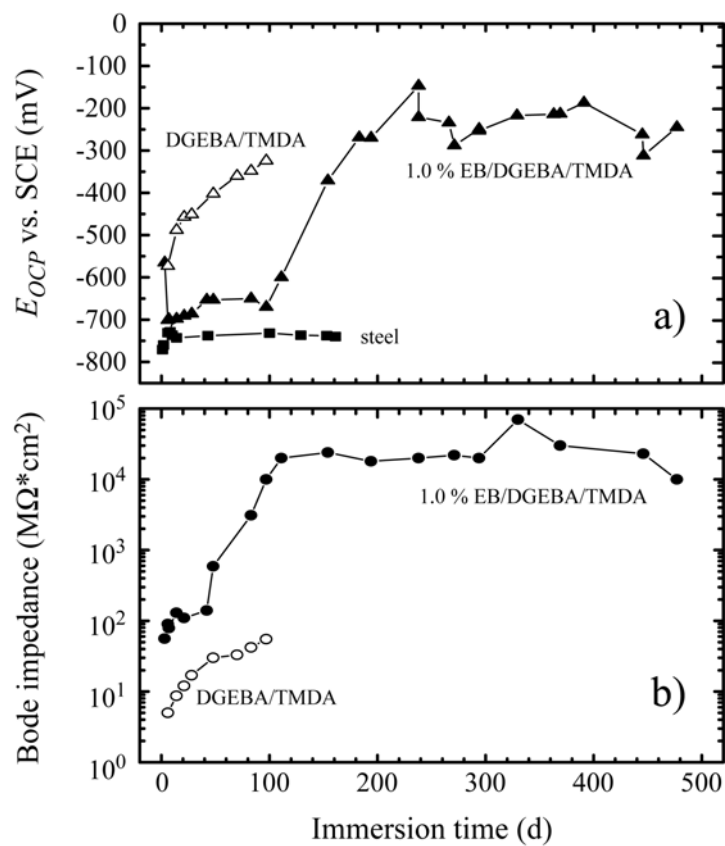 0
-100
-200
-300
-400
-500
-600
-700
-800
E_OCP vs. SCE (mV)
DGEBA/TMDA
1.0 % EB/DGEBA/TMDA
steel
a)
10^5
10^4
10^3
10^2
10^1
10^0
Bode impedance (MΩ*cm^2)
1.0 % EB/DGEBA/TMDA
DGEBA/TMDA
b)
0 100 200 300 400 500
Immersion time (d)